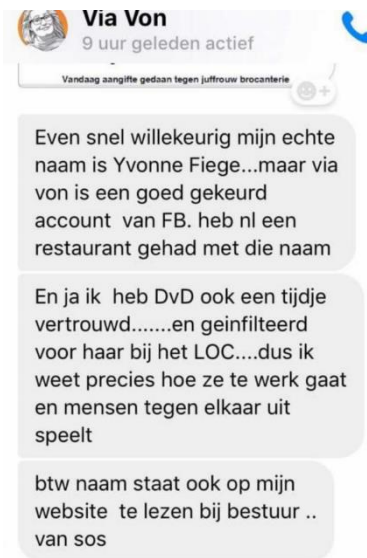 Via Von
9 uur geleden actief
Vandaag aangifte gedaan tegen juffrouw brocanterie
Even snel willekeurig mijn echte
naam is Yvonne Fiege...maar via
von is een goed gekeurd
account van FB. heb nl een
restaurant gehad met die naam
En ja ik heb DvD ook een tijdje
vertrouwd.......en geinfilteerd
voor haar bij het LOC....dus ik
weet precies hoe ze te werk gaat
en mensen tegen elkaar uit
speelt
btw naam staat ook op mijn
website te lezen bij bestuur ..
van sos